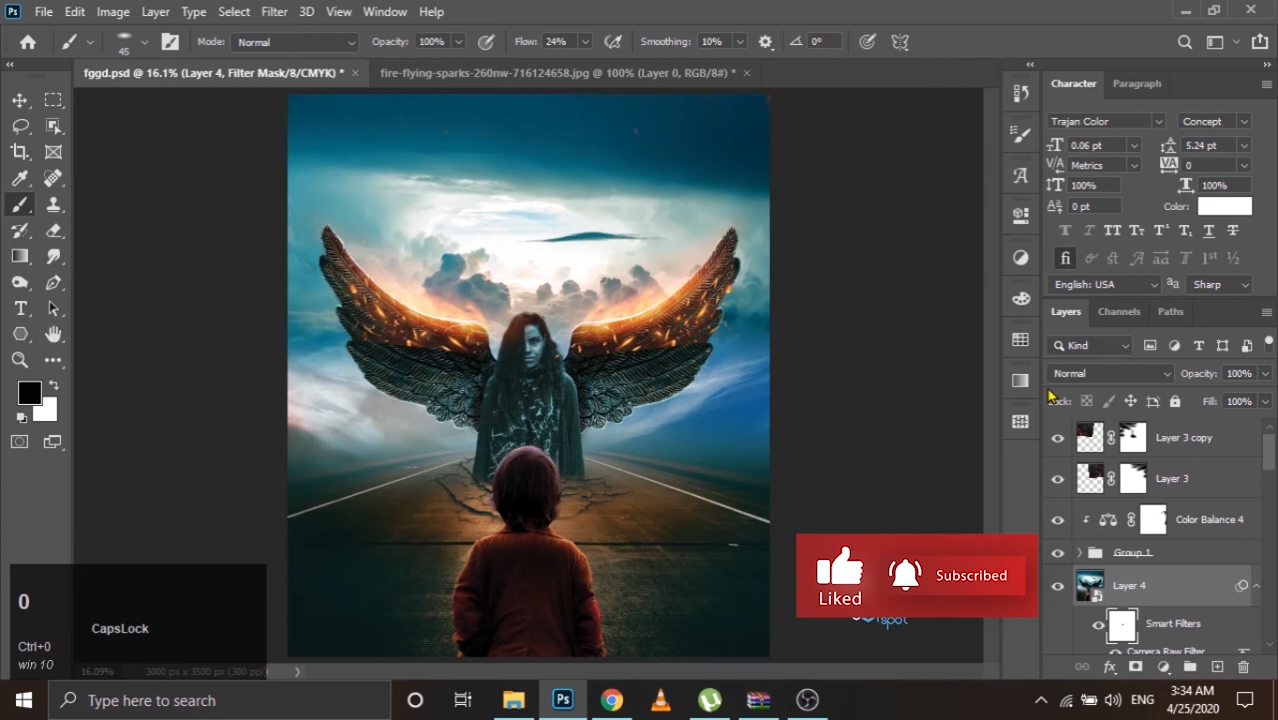 Ps File Edit Image Layer Type Select Filter 3D View Window Help
45 Mode: Normal Opacity: 100% Flow: 24% Smoothing: 10% 0°
fggd.psd @ 16.1% (Layer 4, Filter Mask/8/CMYK) * × fire-flying-sparks-260nw-716124658.jpg @ 100% (Layer 0, RGB/8#) * ×
Character Paragraph
Trajan Color Concept
0.06 pt 5.24 pt
Metrics 0
100% 100%
0 pt Color:
English: USA Sharp
Layers Channels Paths
Kind
Normal Opacity: 100%
Lock: Fill: 100%
Layer 3 copy
Layer 3
Color Balance 4
Group 1
Layer 4
Smart Filters
Camera Raw Filter
Liked
Subscribed
spot
0
CapsLock
Ctrl+0
win 10
16.09% 3000 px x 3500 px (300 ppi)
Type here to search
Ps
ENG
3:34 AM
4/25/2020